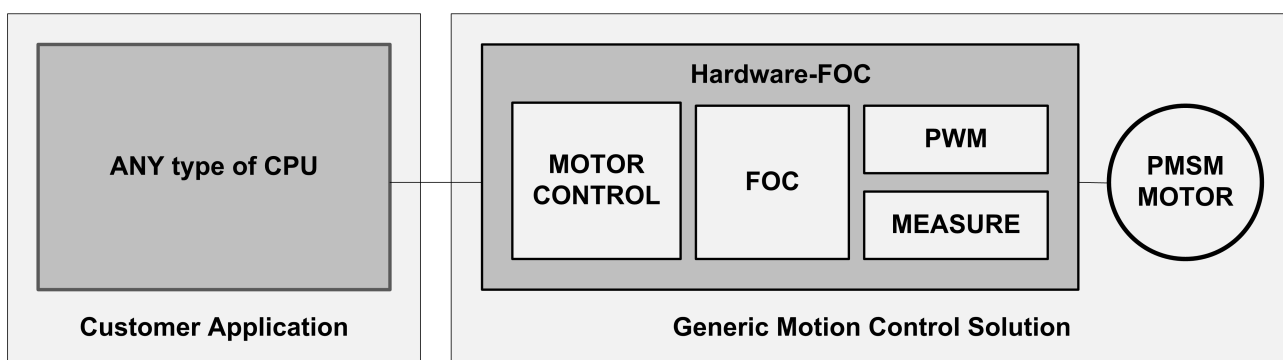 ANY type of CPU
Customer Application
Hardware-FOC
MOTOR
CONTROL
FOC
PWM
MEASURE
PMSM
MOTOR
Generic Motion Control Solution